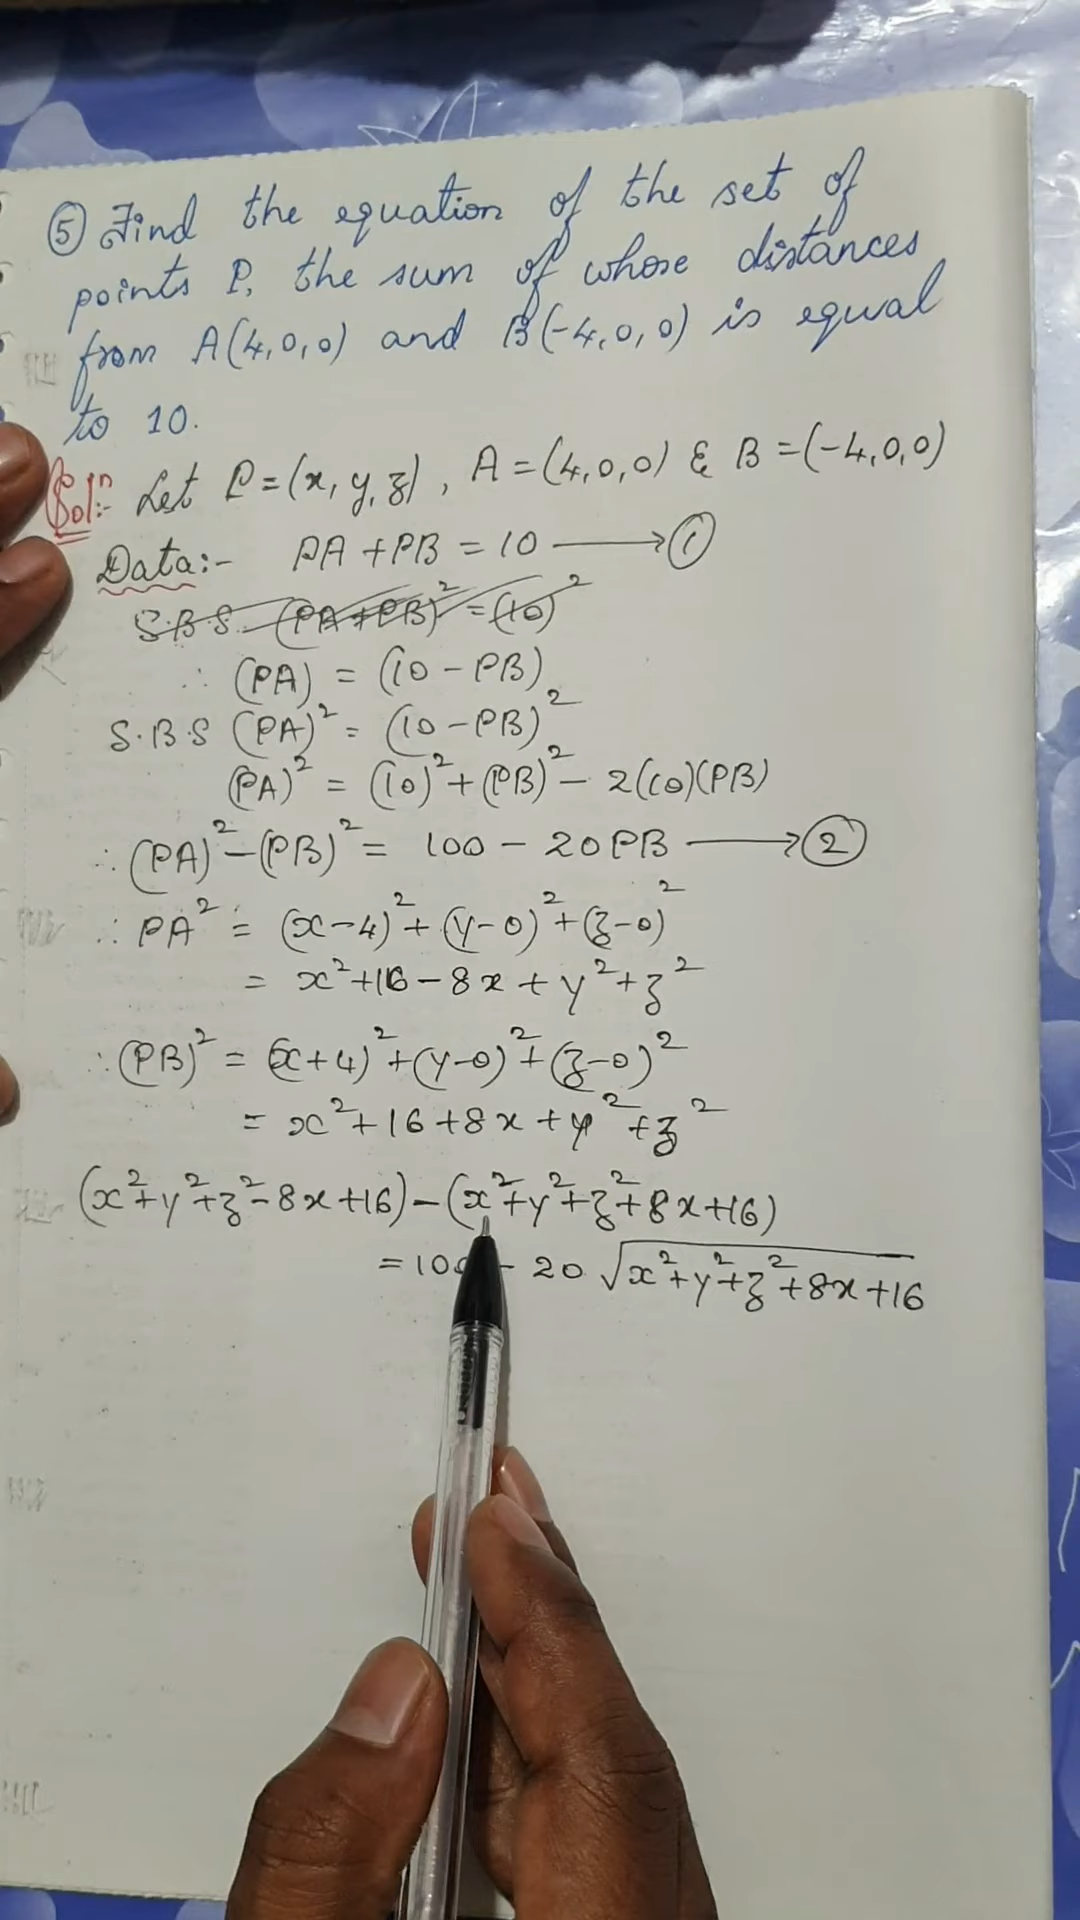 ⑤ Find the equation of the set of
points P, the sum of whose distances
from A(4,0,0) and B(-4,0,0) is equal
to 10.
Solⁿ:- Let P=(x,y,z), A=(4,0,0) & B=(-4,0,0)
Data:- PA+PB=10 ⟶ ①
S.B.S. (PA+PB)²=(10)²
∴ (PA) = (10-PB)
S.B.S (PA)² = (10-PB)²
(PA)² = (10)²+(PB)²-2(10)(PB)
∴ (PA)²-(PB)² = 100-20PB ⟶ ②
∴ PA² = (x-4)²+(y-0)²+(z-0)²
= x²+16-8x+y²+z²
∴ (PB)² = (x+4)²+(y-0)²+(z-0)²
= x²+16+8x+y²+z²
(x²+y²+z²-8x+16)-(x²+y²+z²+8x+16)
=100-20√x²+y²+z²+8x+16